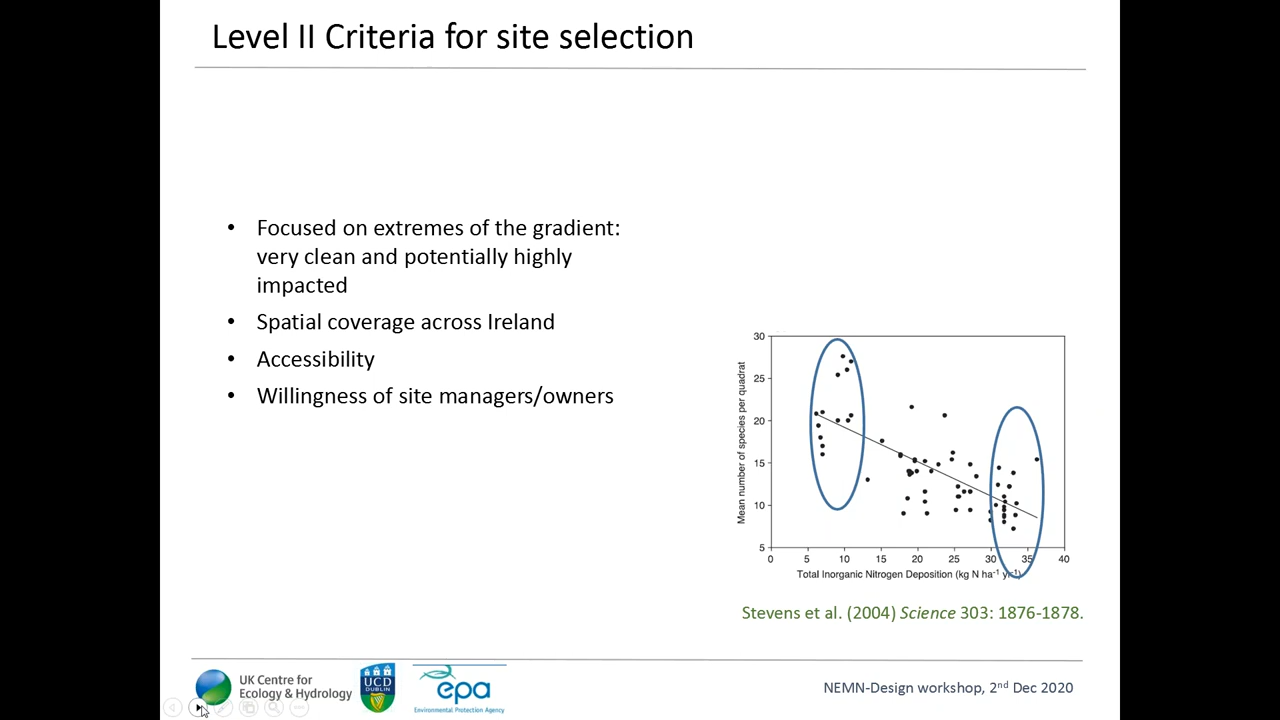 Level II Criteria for site selection
• Focused on extremes of the gradient:
very clean and potentially highly
impacted
• Spatial coverage across Ireland
• Accessibility
• Willingness of site managers/owners
Mean number of species per quadrat
30
25
20
15
10
5
0 5 10 15 20 25 30 35 40
Total Inorganic Nitrogen Deposition (kg N ha⁻¹ yr⁻¹)
Stevens et al. (2004) Science 303: 1876-1878.
UK Centre for
Ecology & Hydrology
UCD
DUBLIN
epa
Environmental Protection Agency
NEMN-Design workshop, 2nd Dec 2020